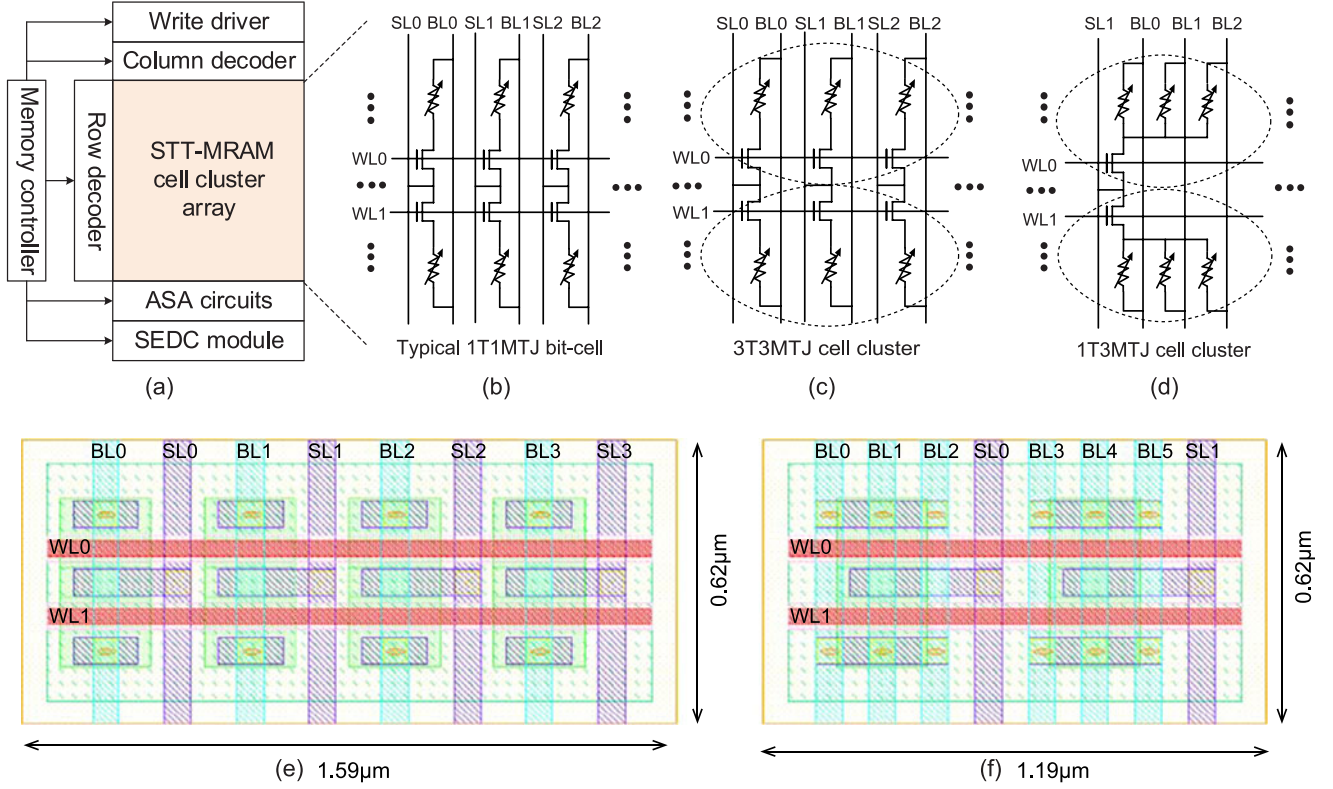 Write driver
Column decoder
Memory controller
Row decoder
STT-MRAM
cell cluster
array
ASA circuits
SEDC module
(a)
SL0 BL0 SL1 BL1 SL2 BL2
WL0
WL1
Typical 1T1MTJ bit-cell
(b)
SL0 BL0 SL1 BL1 SL2 BL2
WL0
WL1
3T3MTJ cell cluster
(c)
SL1 BL0 BL1 BL2
WL0
WL1
1T3MTJ cell cluster
(d)
BL0 SL0 BL1 SL1 BL2 SL2 BL3 SL3
WL0
WL1
0.62μm
(e) 1.59μm
BL0 BL1 BL2 SL0 BL3 BL4 BL5 SL1
WL0
WL1
0.62μm
(f) 1.19μm